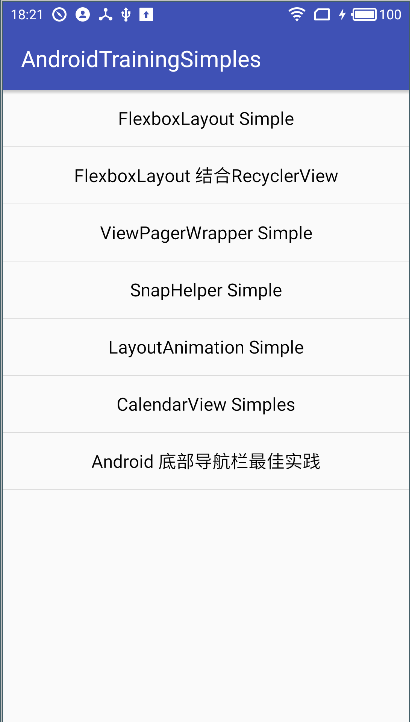 18:21 100
AndroidTrainingSimples
FlexboxLayout Simple
FlexboxLayout 结合RecyclerView
ViewPagerWrapper Simple
SnapHelper Simple
LayoutAnimation Simple
CalendarView Simples
Android 底部导航栏最佳实践